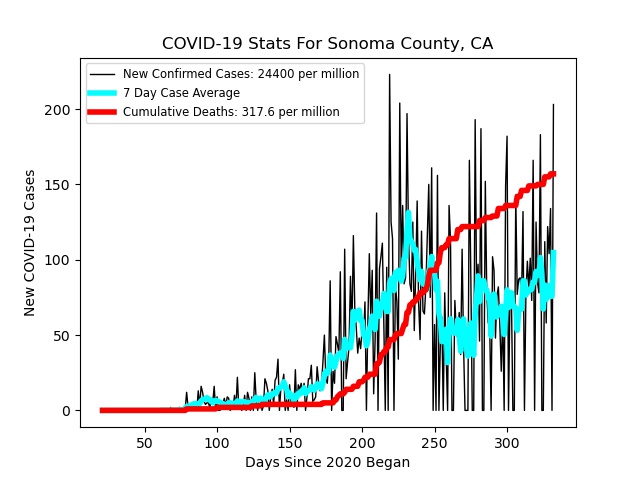 COVID-19 Stats For Sonoma County, CA
New Confirmed Cases: 24400 per million
7 Day Case Average
Cumulative Deaths: 317.6 per million
New COVID-19 Cases
200
150
100
50
0
50 100 150 200 250 300
Days Since 2020 Began